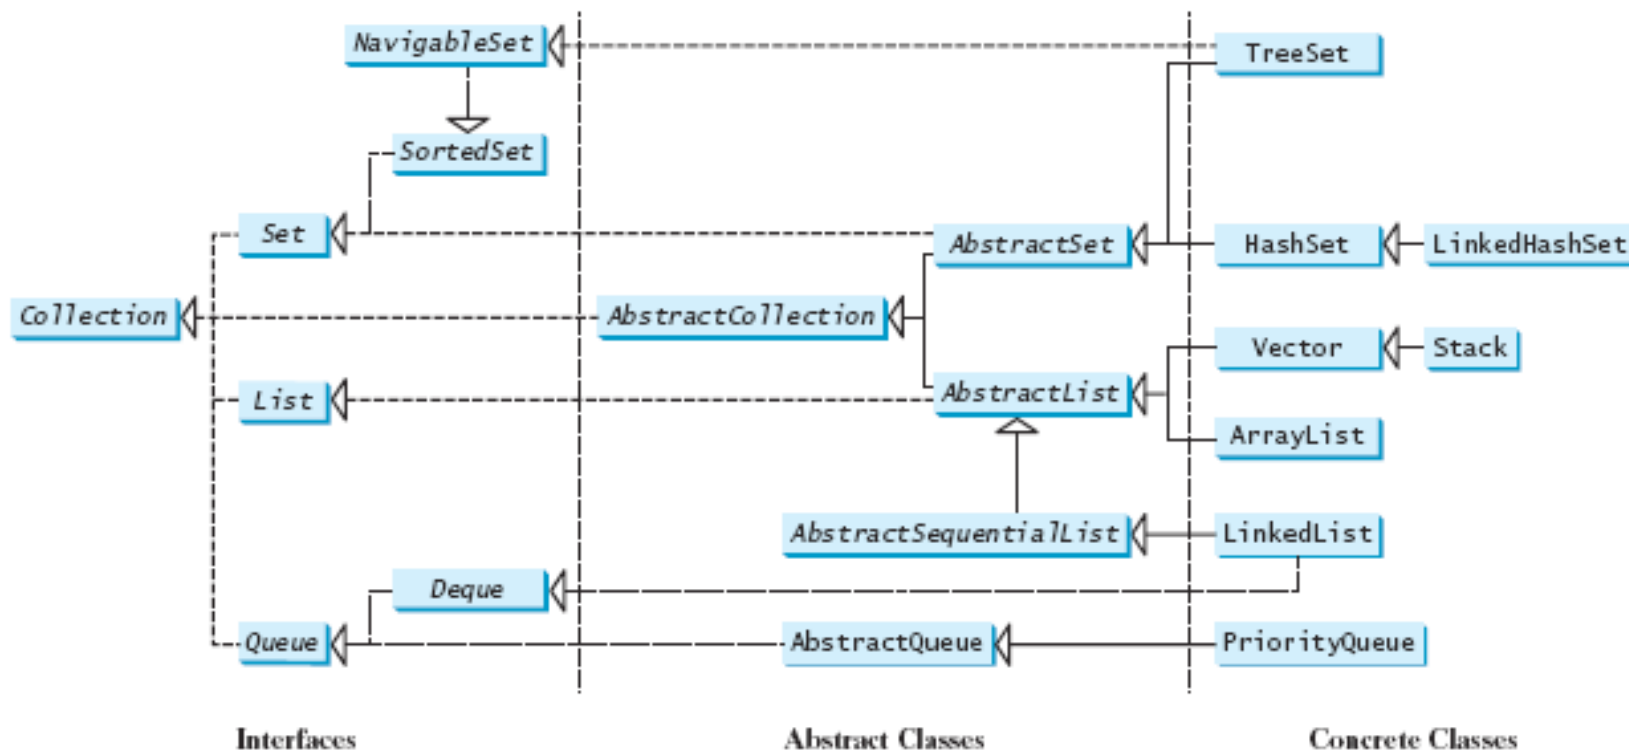 NavigableSet
TreeSet
SortedSet
Set
AbstractSet
HashSet
LinkedHashSet
Collection
AbstractCollection
Vector
Stack
List
AbstractList
ArrayList
AbstractSequentialList
LinkedList
Deque
Queue
AbstractQueue
PriorityQueue
Interfaces
Abstract Classes
Concrete Classes